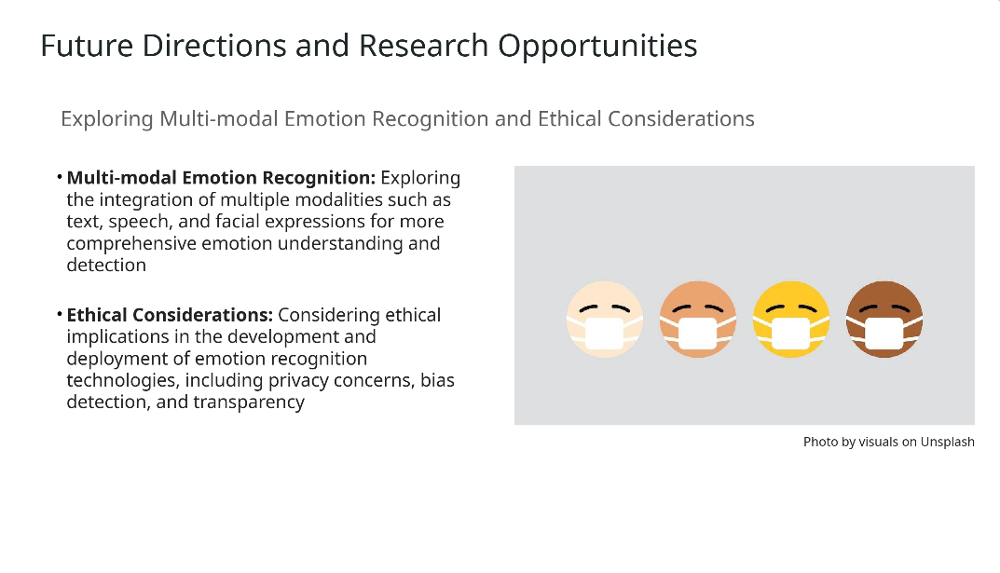 Future Directions and Research Opportunities
Exploring Multi-modal Emotion Recognition and Ethical Considerations
• Multi-modal Emotion Recognition: Exploring
the integration of multiple modalities such as
text, speech, and facial expressions for more
comprehensive emotion understanding and
detection
• Ethical Considerations: Considering ethical
implications in the development and
deployment of emotion recognition
technologies, including privacy concerns, bias
detection, and transparency
Photo by visuals on Unsplash